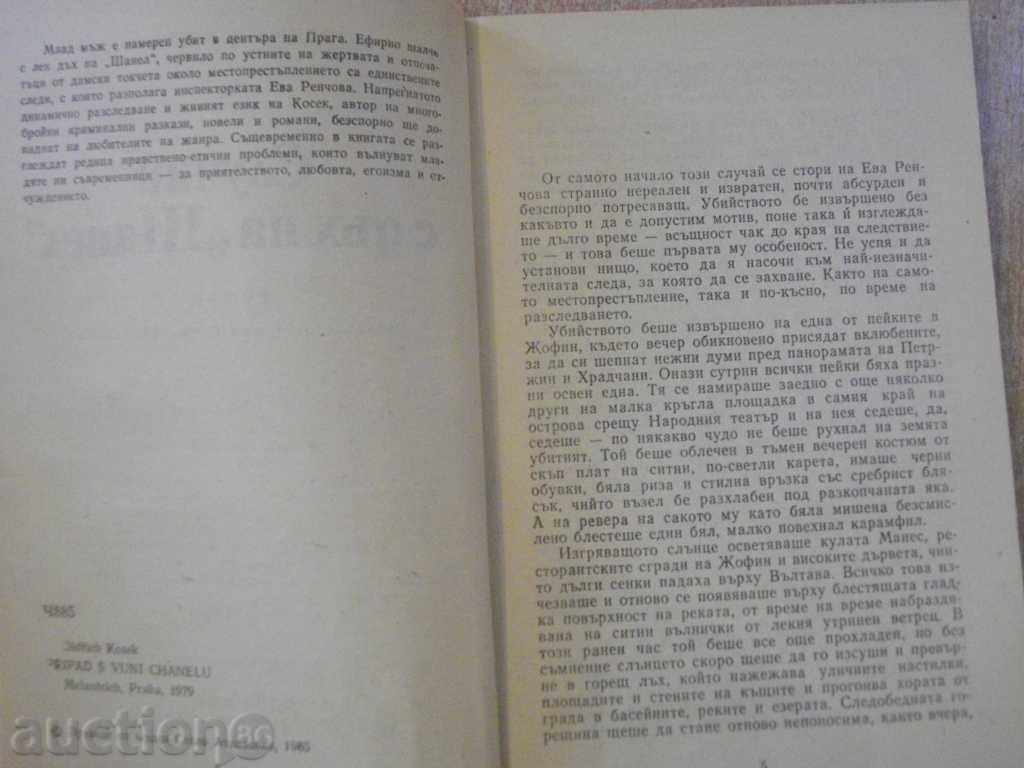 Млад мъж е намерен убит в центъра на Прага. Ефирно шалче
с лек дъх на „Шанел", червило по устните на жертвата и отпеча-
тъци от дамски токчета около местопрестъплението са единствените
следи, с които разполага инспекторката Ева Ренчова. Напрегнатото
динамично разследване и живият език на Косек, автор на много-
бройни криминални разкази, новели и романи, безспорно ще до-
паднат на любителите на жанра. Същевременно в книгата се раз-
глеждат редица нравствено-етични проблеми, които вълнуват мла-
дите ни съвременници — за приятелството, любовта, егоизма и от-
чуждението.
Ч885
Jindřich Kosek
PŘÍPAD S VŮNÍ CHANELU
Melantrich, Praha, 1979
1985
От самото начало този случай се стори на Ева Рен-
чова странно нереален и извратен, почти абсурден и
безспорно потресаващ. Убийството бе извършено без
какъвто и да е допустим мотив, поне така ѝ изглежда-
ше дълго време — всъщност чак до края на следствие-
то — и това беше първата му особеност. Не успя и да
установи нищо, което да я насочи към най-незначи-
телната следа, за която да се захване. Както на само-
то местопрестъпление, така и по-късно, по време на
разследването.
Убийството беше извършено на една от пейките в
Жофин, където вечер обикновено присядат влюбените,
за да си шепнат нежни думи пред панорамата на Петр-
жин и Храдчани. Онази сутрин всички пейки бяха праз-
ни освен една. Тя се намираше заедно с още няколко
други на малка кръгла площадка в самия край на
острова срещу Народния театър и на нея седеше, да,
седеше — по някакво чудо не беше рухнал на земята
убитият. Той беше облечен в тъмен вечерен костюм от
скъп плат на ситни, по-светли карета, имаше черни
обувки, бяла риза и стилна връзка със сребрист бля-
сък, чийто възел бе разхлабен под разкопчаната яка.
А на ревера на сакото му като бяла мишена безсмис-
лено блестеше един бял, малко повехнал карамфил.
Изгряващото слънце осветяваше кулата Манес, ре-
сторантските сгради на Жофин и високите дървета, чии-
то дълги сенки падаха върху Вълтава. Всичко това из-
чезваше и отново се появяваше върху блестящата глад-
ка повърхност на реката, от време на време набразд­я-
вана на ситни вълнички от лекия утринен ветрец. В
този ранен час той беше все още прохладен, но без
съмнение слънцето скоро щеше да го изсуши и превър-
не в горещ лъх, който нажежава уличните настилки,
площадите и стените на къщите и прогонва хората от
града в басейните, реките и езерата. Следобедната го-
рещина щеше да стане отново непоносима, както вчера,
5
auction.BG